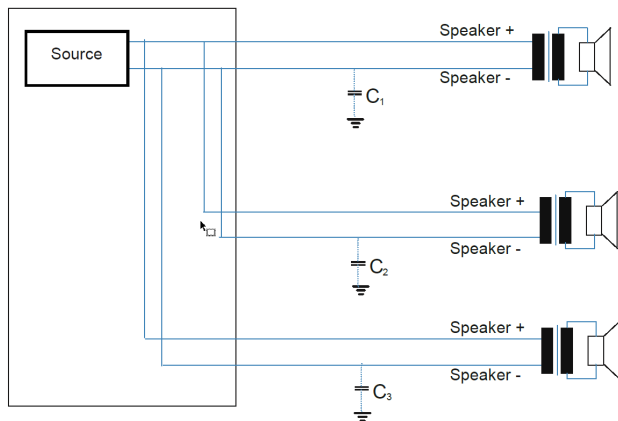 Source
Speaker +
Speaker -
C₁
Speaker +
Speaker -
C₂
Speaker +
Speaker -
C₃